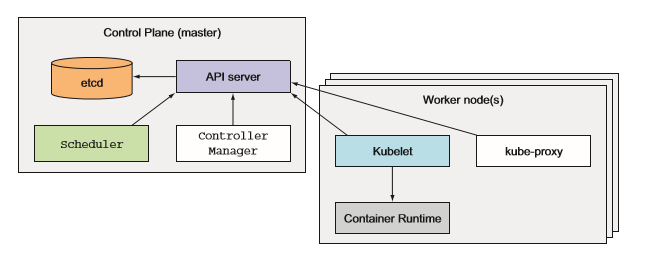 Control Plane (master)
etcd
API server
Scheduler
Controller
Manager
Worker node(s)
Kubelet
kube-proxy
Container Runtime